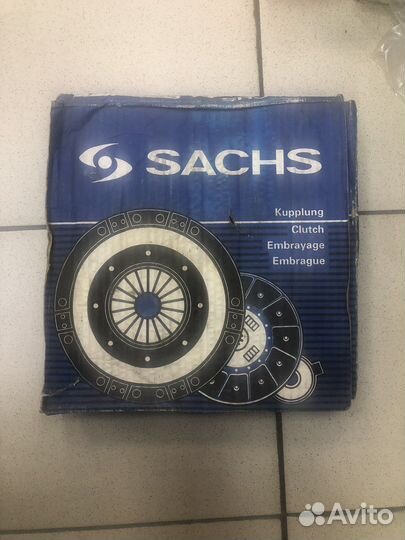 SACHS
Kupplung
Clutch
Embrayage
Embrague
Avito